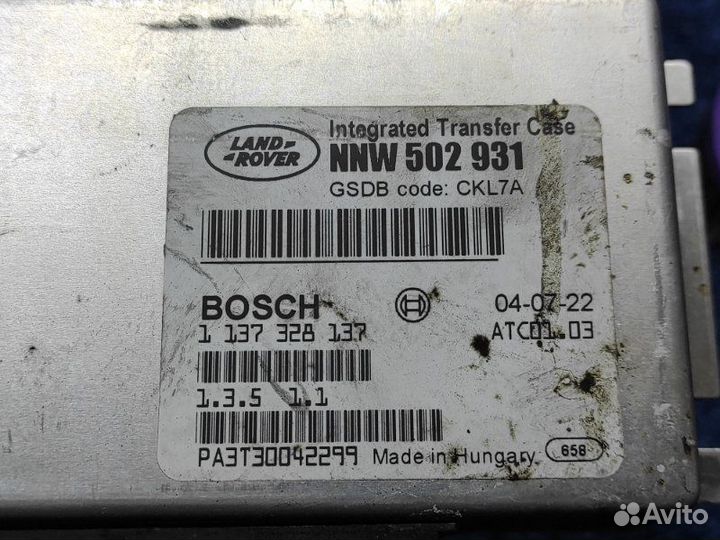 LAND
ROVER
Integrated Transfer Case
NNW 502 931
GSDB code: CKL7A
BOSCH
04-07-22
1 137 328 137
ATC01.03
1.3.5 1.1
PA3T30042299 Made in Hungary 658
Avito